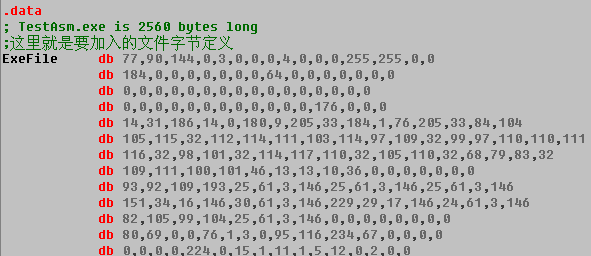 .data
; TestAsm.exe is 2560 bytes long
;这里就是要加入的文件字节定义
ExeFile db 77,90,144,0,3,0,0,0,4,0,0,0,255,255,0,0
db 184,0,0,0,0,0,0,0,64,0,0,0,0,0,0,0
db 0,0,0,0,0,0,0,0,0,0,0,0,0,0,0,0
db 0,0,0,0,0,0,0,0,0,0,0,0,176,0,0,0
db 14,31,186,14,0,180,9,205,33,184,1,76,205,33,84,104
db 105,115,32,112,114,111,103,114,97,109,32,99,97,110,110,111
db 116,32,98,101,32,114,117,110,32,105,110,32,68,79,83,32
db 109,111,100,101,46,13,13,10,36,0,0,0,0,0,0,0
db 93,92,109,193,25,61,3,146,25,61,3,146,25,61,3,146
db 151,34,16,146,30,61,3,146,229,29,17,146,24,61,3,146
db 82,105,99,104,25,61,3,146,0,0,0,0,0,0,0,0
db 80,69,0,0,76,1,3,0,95,116,234,67,0,0,0,0
db 0,0,0,0,224,0,15,1,11,1,5,12,0,2,0,0